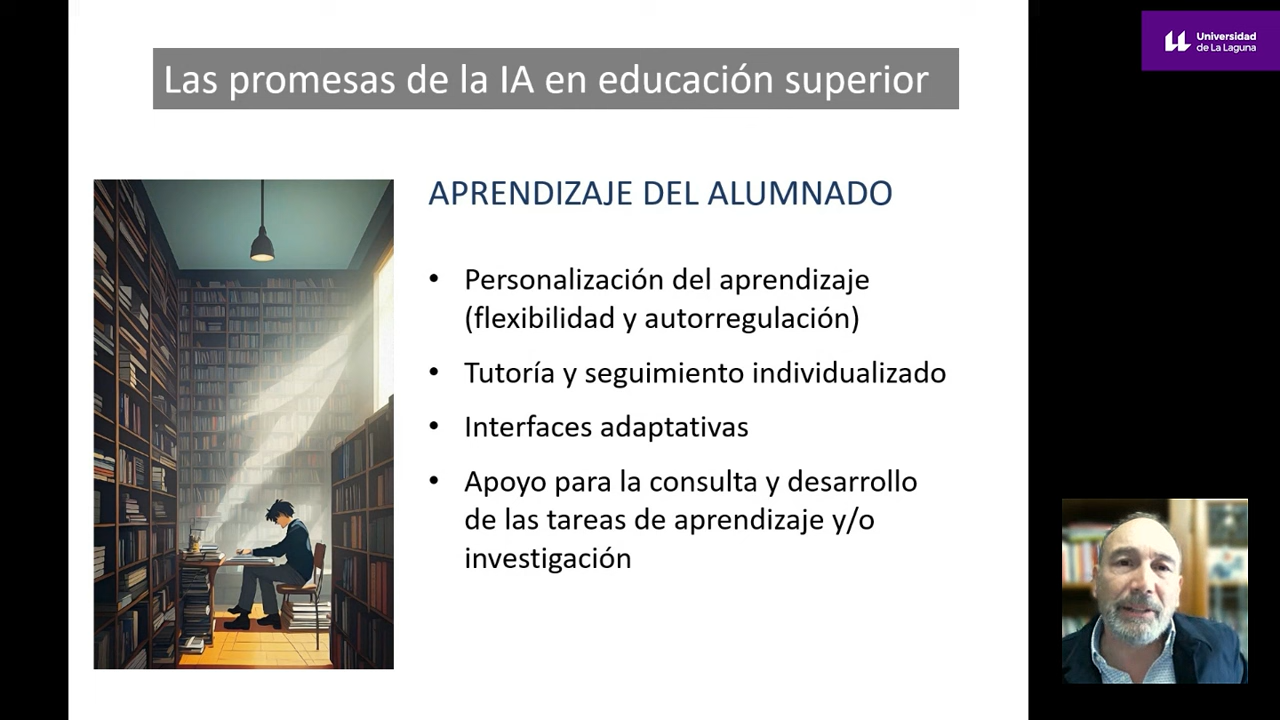 Las promesas de la IA en educación superior
Universidad
de La Laguna
APRENDIZAJE DEL ALUMNADO
• Personalización del aprendizaje
(flexibilidad y autorregulación)
• Tutoría y seguimiento individualizado
• Interfaces adaptativas
• Apoyo para la consulta y desarrollo
de las tareas de aprendizaje y/o
investigación